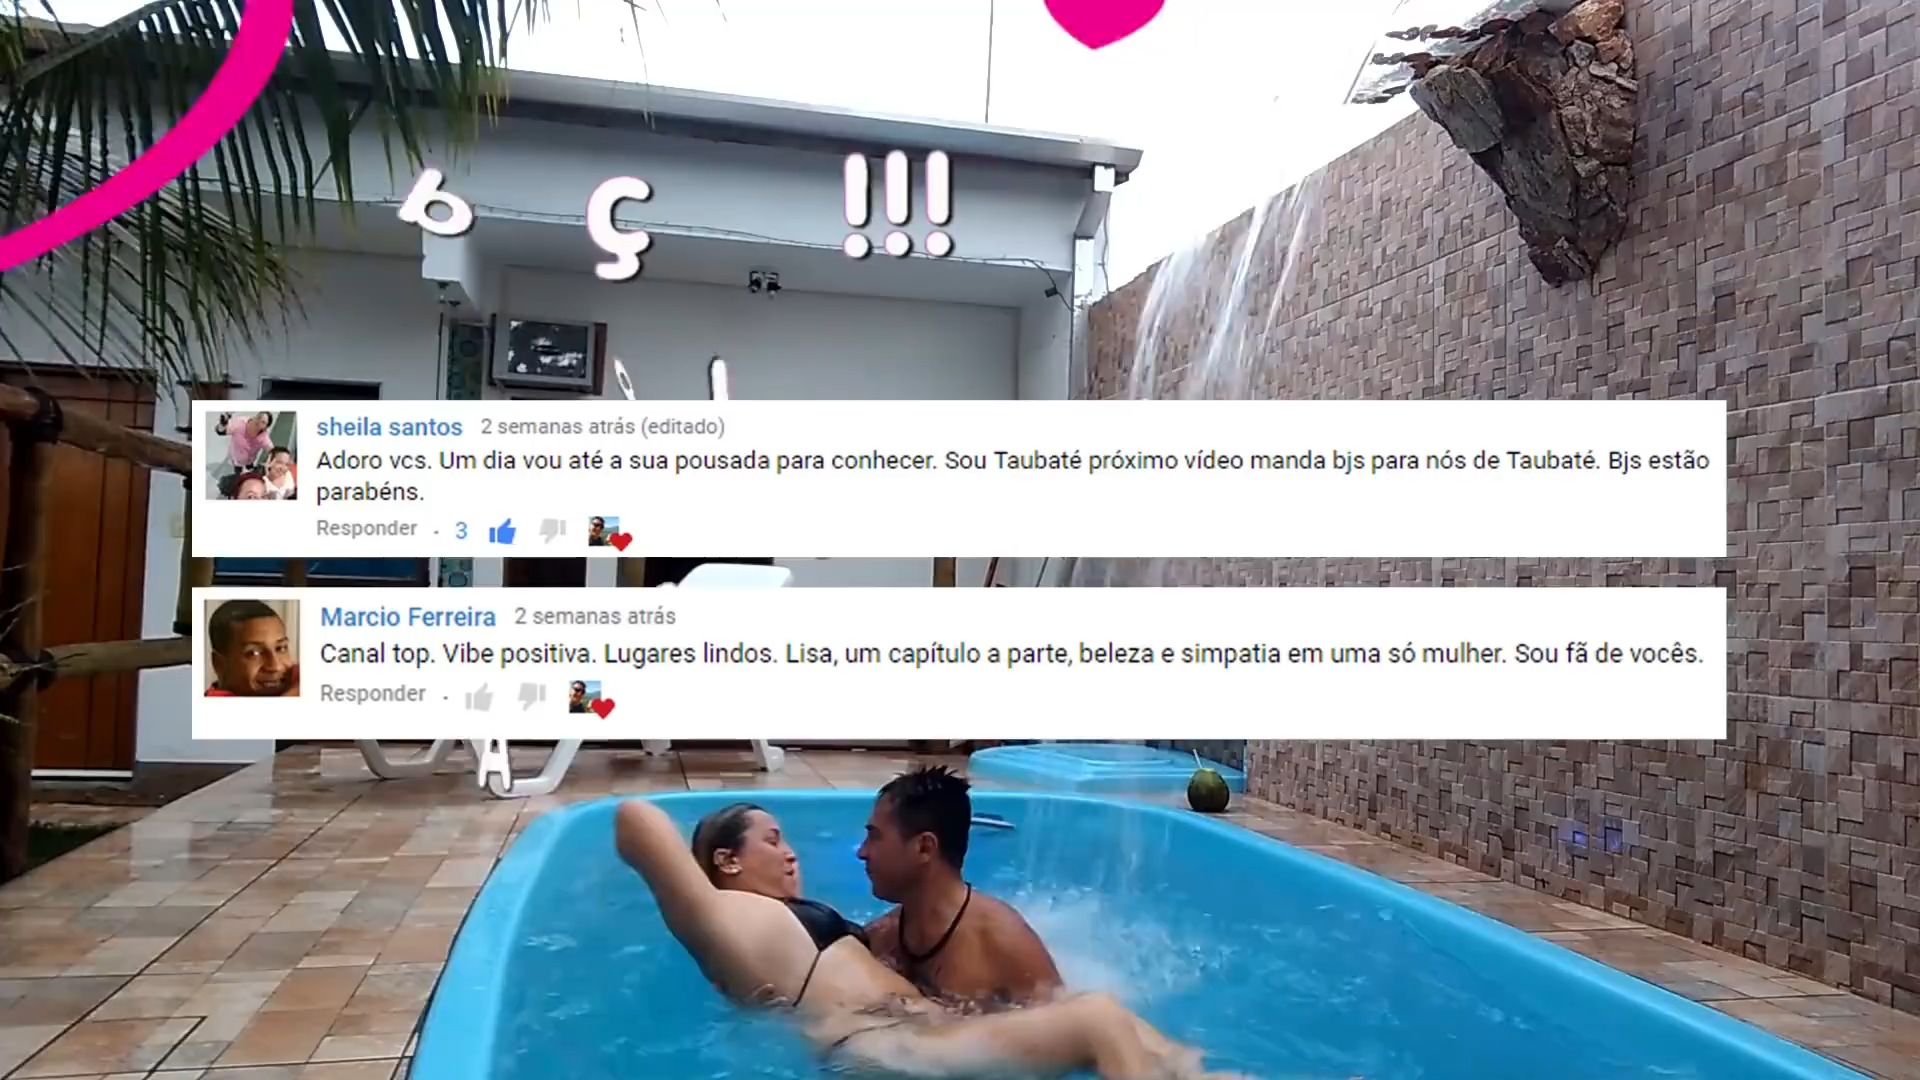 b ç !!!
sheila santos 2 semanas atrás (editado)
Adoro vcs. Um dia vou até a sua pousada para conhecer. Sou Taubaté próximo vídeo manda bjs para nós de Taubaté. Bjs estão
parabéns.
Responder · 3
Marcio Ferreira 2 semanas atrás
Canal top. Vibe positiva. Lugares lindos. Lisa, um capítulo a parte, beleza e simpatia em uma só mulher. Sou fã de vocês.
Responder ·
A